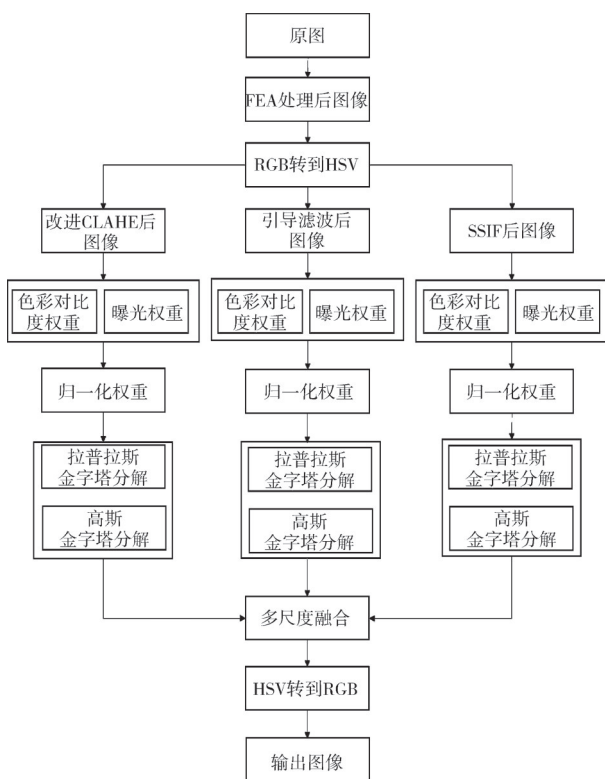 原图
FEA处理后图像
RGB转到HSV
改进CLAHE后
图像
引导滤波后
图像
SSIF后图像
色彩对比
度权重
曝光权重
色彩对比
度权重
曝光权重
色彩对比
度权重
曝光权重
归一化权重
归一化权重
归一化权重
拉普拉斯
金字塔分解
拉普拉斯
金字塔分解
拉普拉斯
金字塔分解
高斯
金字塔分解
高斯
金字塔分解
高斯
金字塔分解
多尺度融合
HSV转到RGB
输出图像